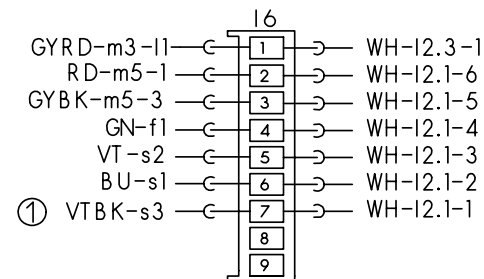 I6
GYRD-m3-I1 1 WH-I2.3-1
RD-m5-1 2 WH-I2.1-6
GYBK-m5-3 3 WH-I2.1-5
GN-f1 4 WH-I2.1-4
VT-s2 5 WH-I2.1-3
BU-s1 6 WH-I2.1-2
① VTBK-s3 7 WH-I2.1-1
8
9